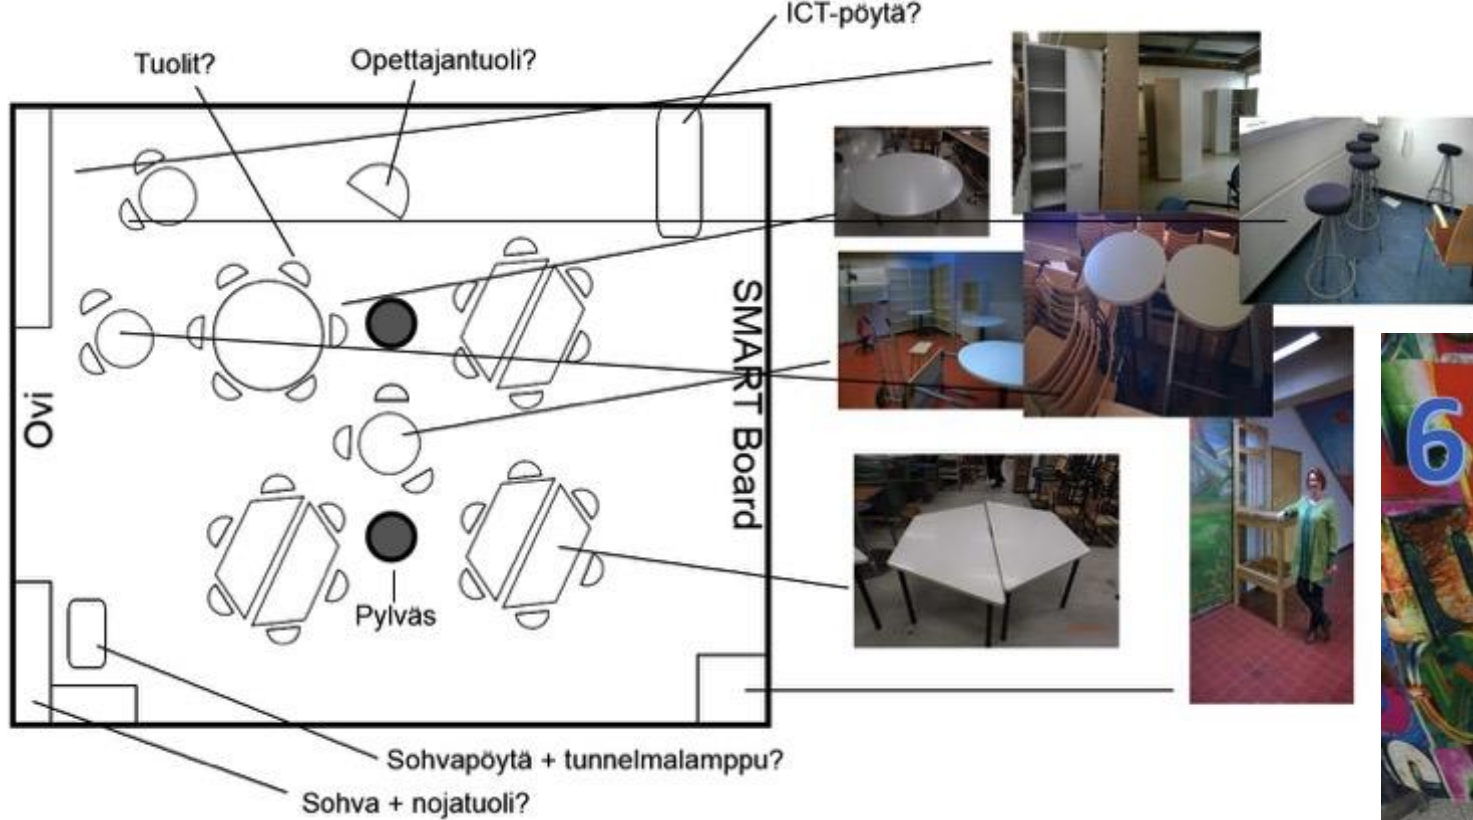 ICT-pöytä?
Tuolit?
Opettajantuoli?
SMART Board
Ovi
Pylväs
Sohvapöytä + tunnelmalamppu?
Sohva + nojatuoli?
6